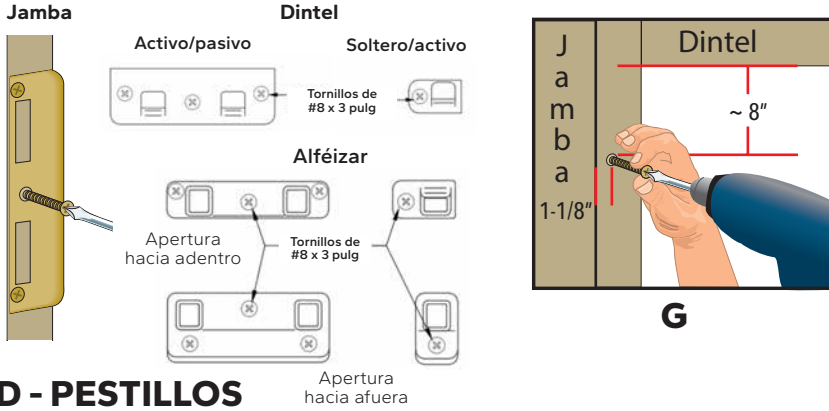 Jamba
Dintel
Activo/pasivo
Soltero/activo
Tornillos de
#8 x 3 pulg
Alféizar
Apertura
hacia adentro
Tornillos de
#8 x 3 pulg
Apertura
hacia afuera
D - PESTILLOS
Jamba
Dintel
~ 8”
1-1/8”
G